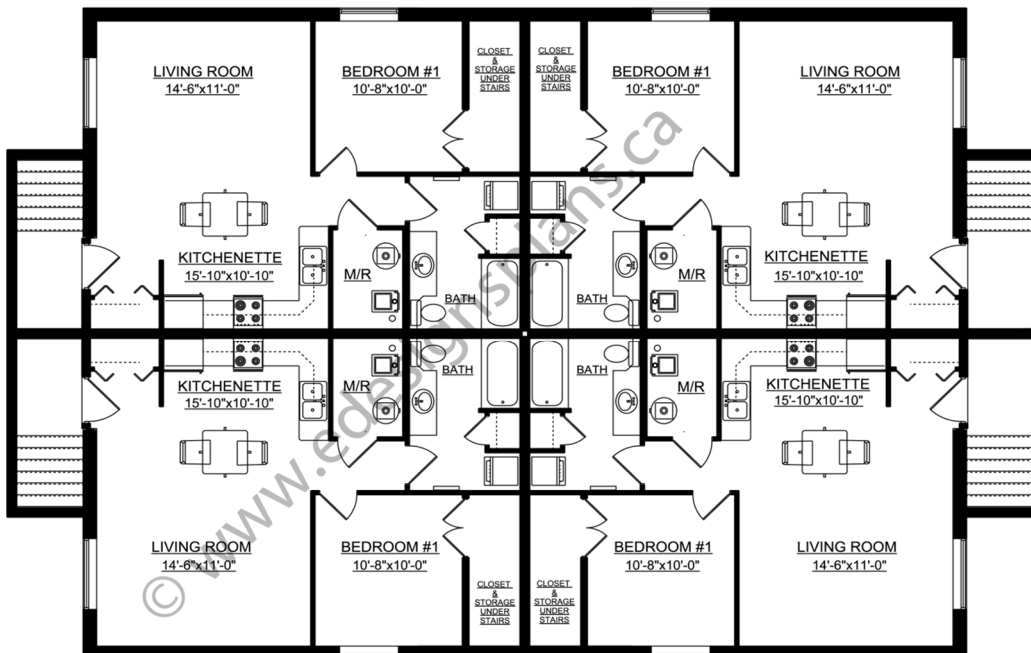 LIVING ROOM
14'-6"x11'-0"
BEDROOM #1
10'-8"x10'-0"
CLOSET
&
STORAGE
UNDER
STAIRS
CLOSET
&
STORAGE
UNDER
STAIRS
BEDROOM #1
10'-8"x10'-0"
LIVING ROOM
14'-6"x11'-0"
KITCHENETTE
15'-10"x10'-10"
M/R
BATH
BATH
M/R
KITCHENETTE
15'-10"x10'-10"
KITCHENETTE
15'-10"x10'-10"
M/R
BATH
BATH
M/R
KITCHENETTE
15'-10"x10'-10"
LIVING ROOM
14'-6"x11'-0"
BEDROOM #1
10'-8"x10'-0"
CLOSET
&
STORAGE
UNDER
STAIRS
CLOSET
&
STORAGE
UNDER
STAIRS
BEDROOM #1
10'-8"x10'-0"
LIVING ROOM
14'-6"x11'-0"
© www.edesignsplans.ca